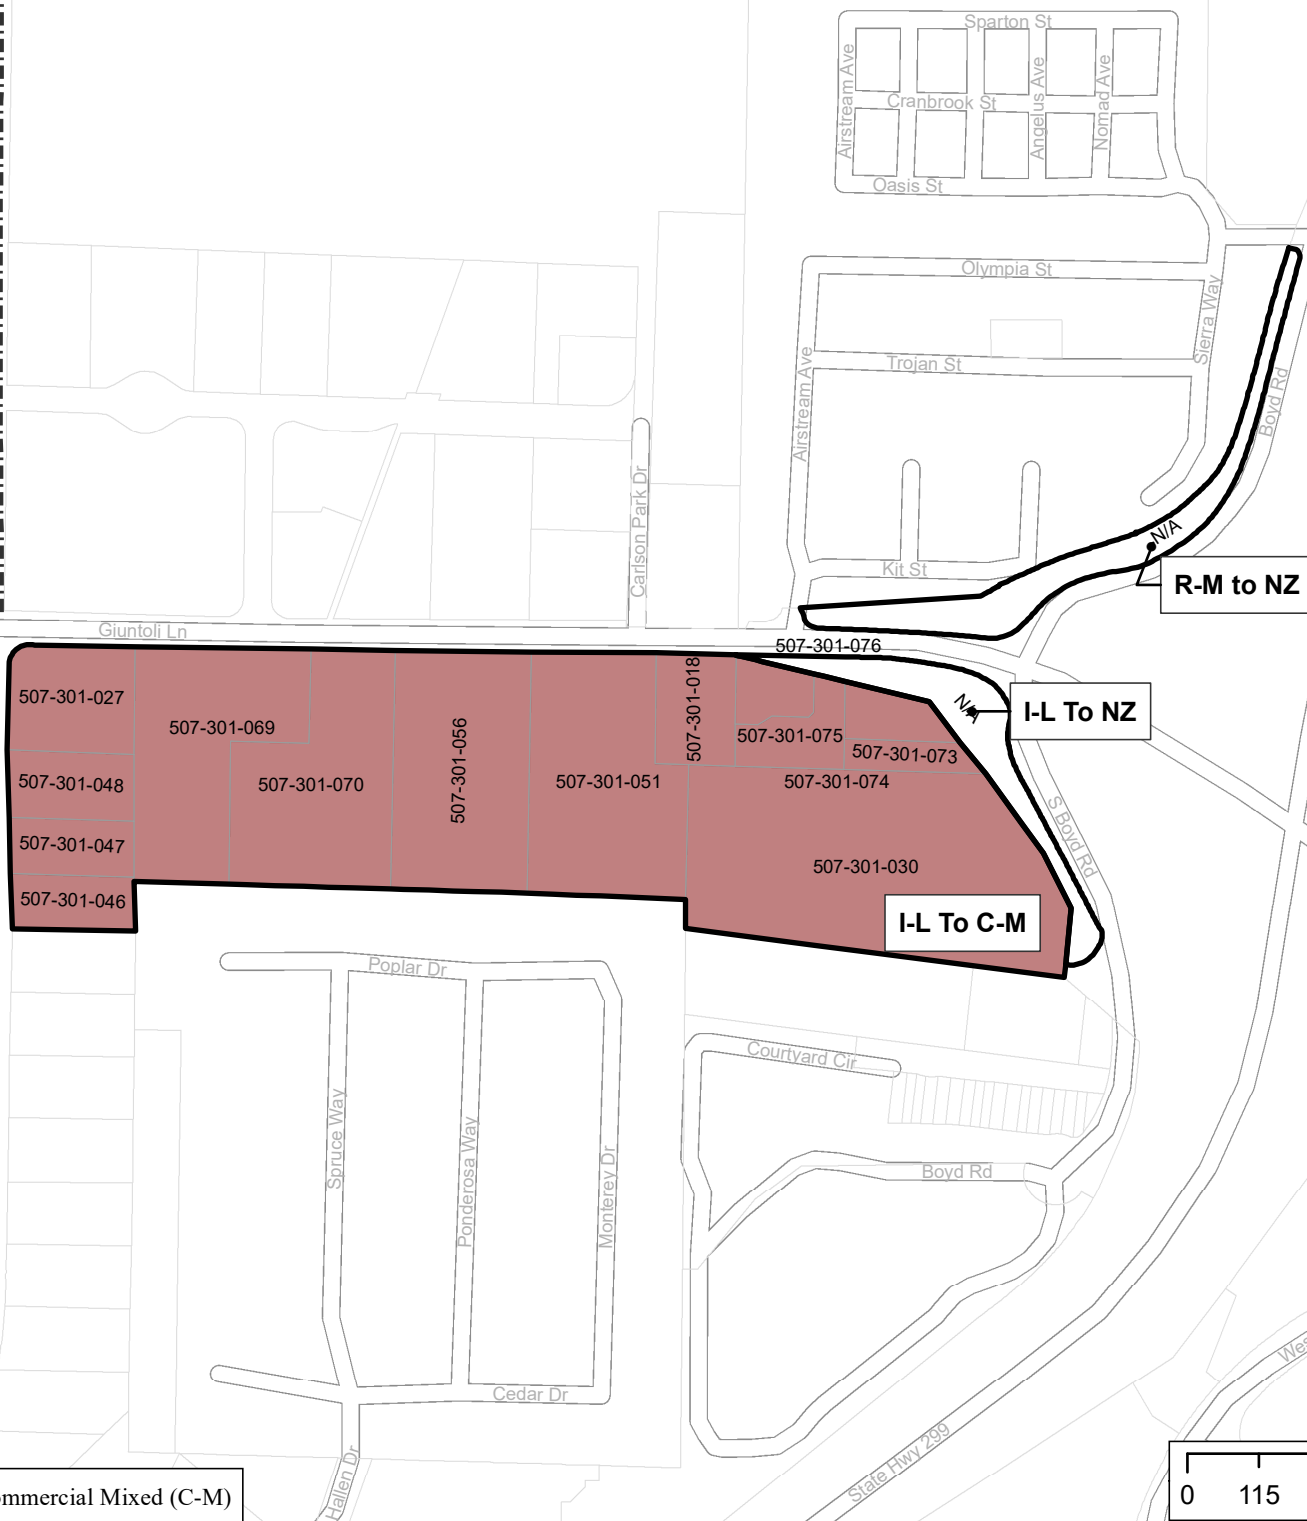 Sparton St
Airstream Ave
Cranbrook St
Angelus Ave
Nomad Ave
Oasis St
Olympia St
Sierra Way
Trojan St
Airstream Ave
Boyd Rd
Carlson Park Dr
N/A
Kit St
R-M to NZ
Giuntoli Ln
507-301-076
507-301-027
507-301-018
507-301-069
N/A
I-L To NZ
507-301-075
507-301-073
507-301-056
507-301-048
507-301-070
507-301-051
507-301-074
S Boyd Rd
507-301-047
507-301-030
507-301-046
I-L To C-M
Poplar Dr
Courtyard Cir
Spruce Way
Ponderosa Way
Monterey Dr
Boyd Rd
Cedar Dr
State Hwy 299
Hallen Dr
Commercial Mixed (C-M)
0 115